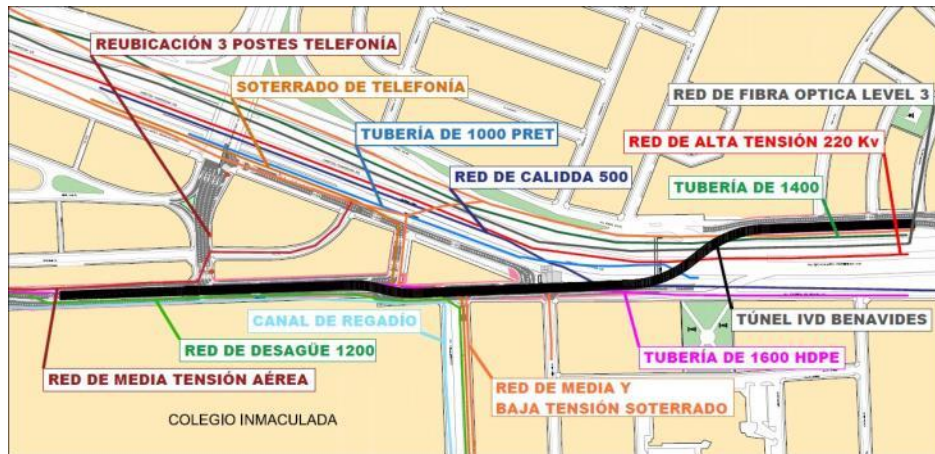 REUBICACIÓN 3 POSTES TELEFONÍA
SOTERRADO DE TELEFONÍA
RED DE FIBRA OPTICA LEVEL 3
TUBERÍA DE 1000 PRET
RED DE ALTA TENSIÓN 220 Kv
RED DE CALIDDA 500
TUBERÍA DE 1400
CANAL DE REGADÍO
TÚNEL IVD BENAVIDES
RED DE DESAGÜE 1200
TUBERÍA DE 1600 HDPE
RED DE MEDIA TENSIÓN AÉREA
RED DE MEDIA Y
BAJA TENSIÓN SOTERRADO
COLEGIO INMACULADA